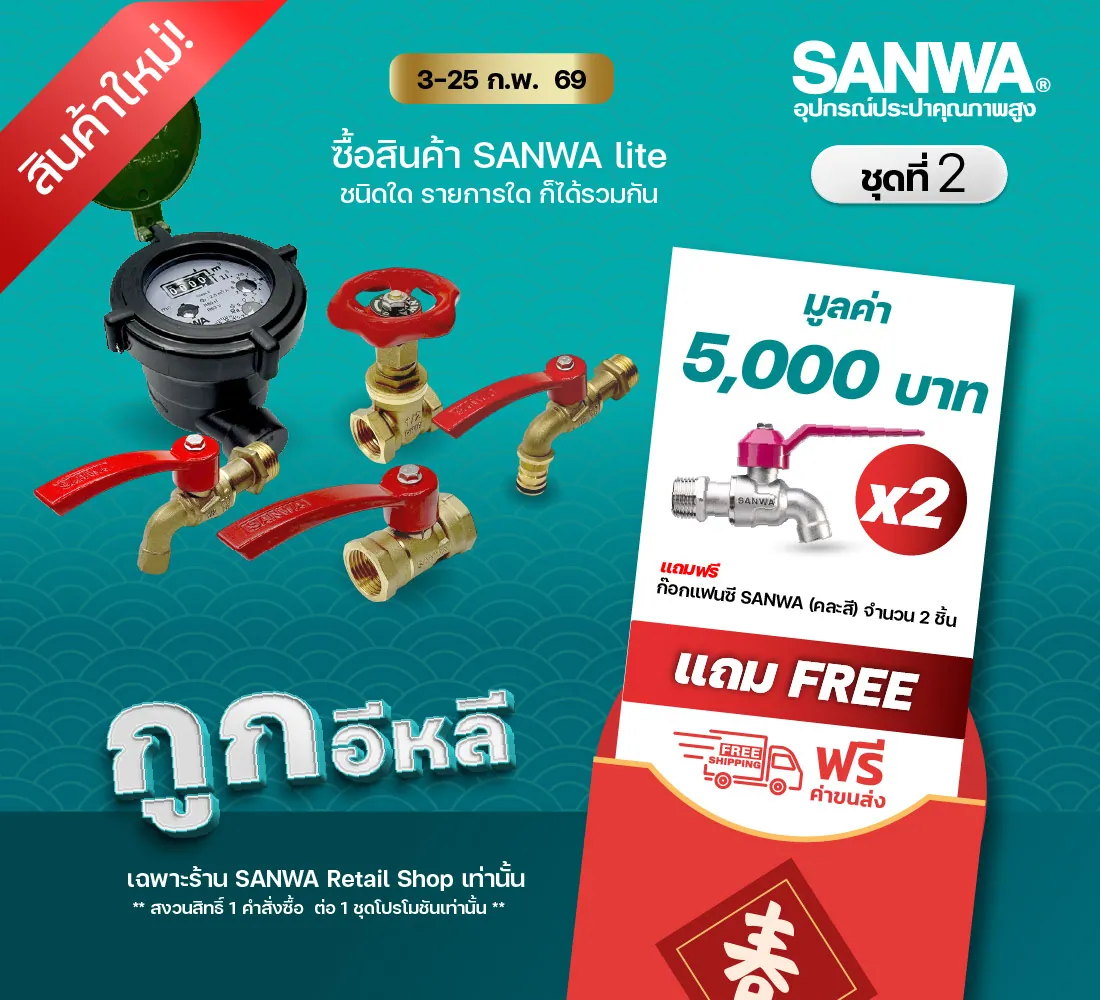 สินค้าใหม่!
3-25 ก.พ. 69
SANWA®
อุปกรณ์ประปาคุณภาพสูง
ซื้อสินค้า SANWA lite
ชนิดใด รายการใด ก็ได้รวมกัน
ชุดที่ 2
มูลค่า
5,000 บาท
SANWA
x2
แถมฟรี
ก๊อกแฟนซี SANWA (คละสี) จำนวน 2 ชิ้น
แถม FREE
FREE
SHIPPING
ฟรี
ค่าขนส่ง
THAILAND
m³
1/2
SANWA
กูกอีหลี
เฉพาะร้าน SANWA Retail Shop เท่านั้น
** สงวนสิทธิ์ 1 คำสั่งซื้อ ต่อ 1 ชุดโปรโมชันเท่านั้น **
春